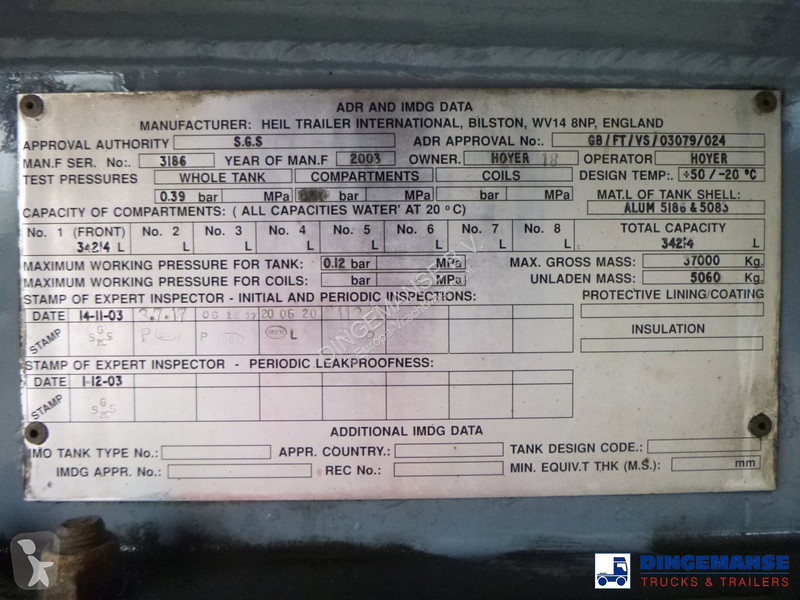 ADR AND IMDG DATA
MANUFACTURER: HEIL TRAILER INTERNATIONAL, BILSTON, WV14 8NP, ENGLAND
APPROVAL AUTHORITY S.G.S ADR APPROVAL No.: GB/FT/VS/03079/024
MAN.F SER. No:. 3186 YEAR OF MAN.F 2003 OWNER. HOYER 18 OPERATOR HOYER
TEST PRESSURES WHOLE TANK COMPARTMENTS COILS DESIGN TEMP:. ÷50/-20 °C
0.39 bar MPa bar MPa bar MPa MAT.L OF TANK SHELL:
CAPACITY OF COMPARTMENTS: ( ALL CAPACITIES WATER' AT 20 °C) ALUM 5186 & 5083
No. 1 (FRONT) No. 2 No. 3 No. 4 No. 5 No. 6 No. 7 No. 8 TOTAL CAPACITY
34214 L L L L L L L L 34214 L
MAXIMUM WORKING PRESSURE FOR TANK: 0.12 bar MPa MAX. GROSS MASS: 37000 Kg.
MAXIMUM WORKING PRESSURE FOR COILS: bar MPa UNLADEN MASS: 5060 Kg.
STAMP OF EXPERT INSPECTOR - INITIAL AND PERIODIC INSPECTIONS: PROTECTIVE LINING/COATING
DATE 14-11-03 3.7.17 20 06 20
STAMP S G S P P L INSULATION
STAMP OF EXPERT INSPECTOR - PERIODIC LEAKPROOFNESS:
DATE 1-12-03
STAMP S G S
ADDITIONAL IMDG DATA
IMO TANK TYPE No.: APPR. COUNTRY: TANK DESIGN CODE.:
IMDG APPR. No.: REC No.: MIN. EQUIV.T THK (M.S.): mm
DINGEMANSE N.V.
DINGEMANSE
TRUCKS & TRAILERS